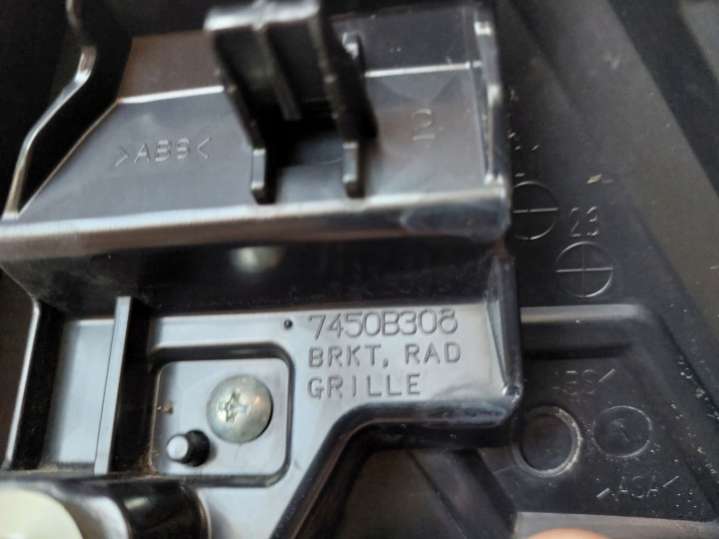 >ABS<
7450B308
BRKT, RAD
GRILLE
23
>ASA<